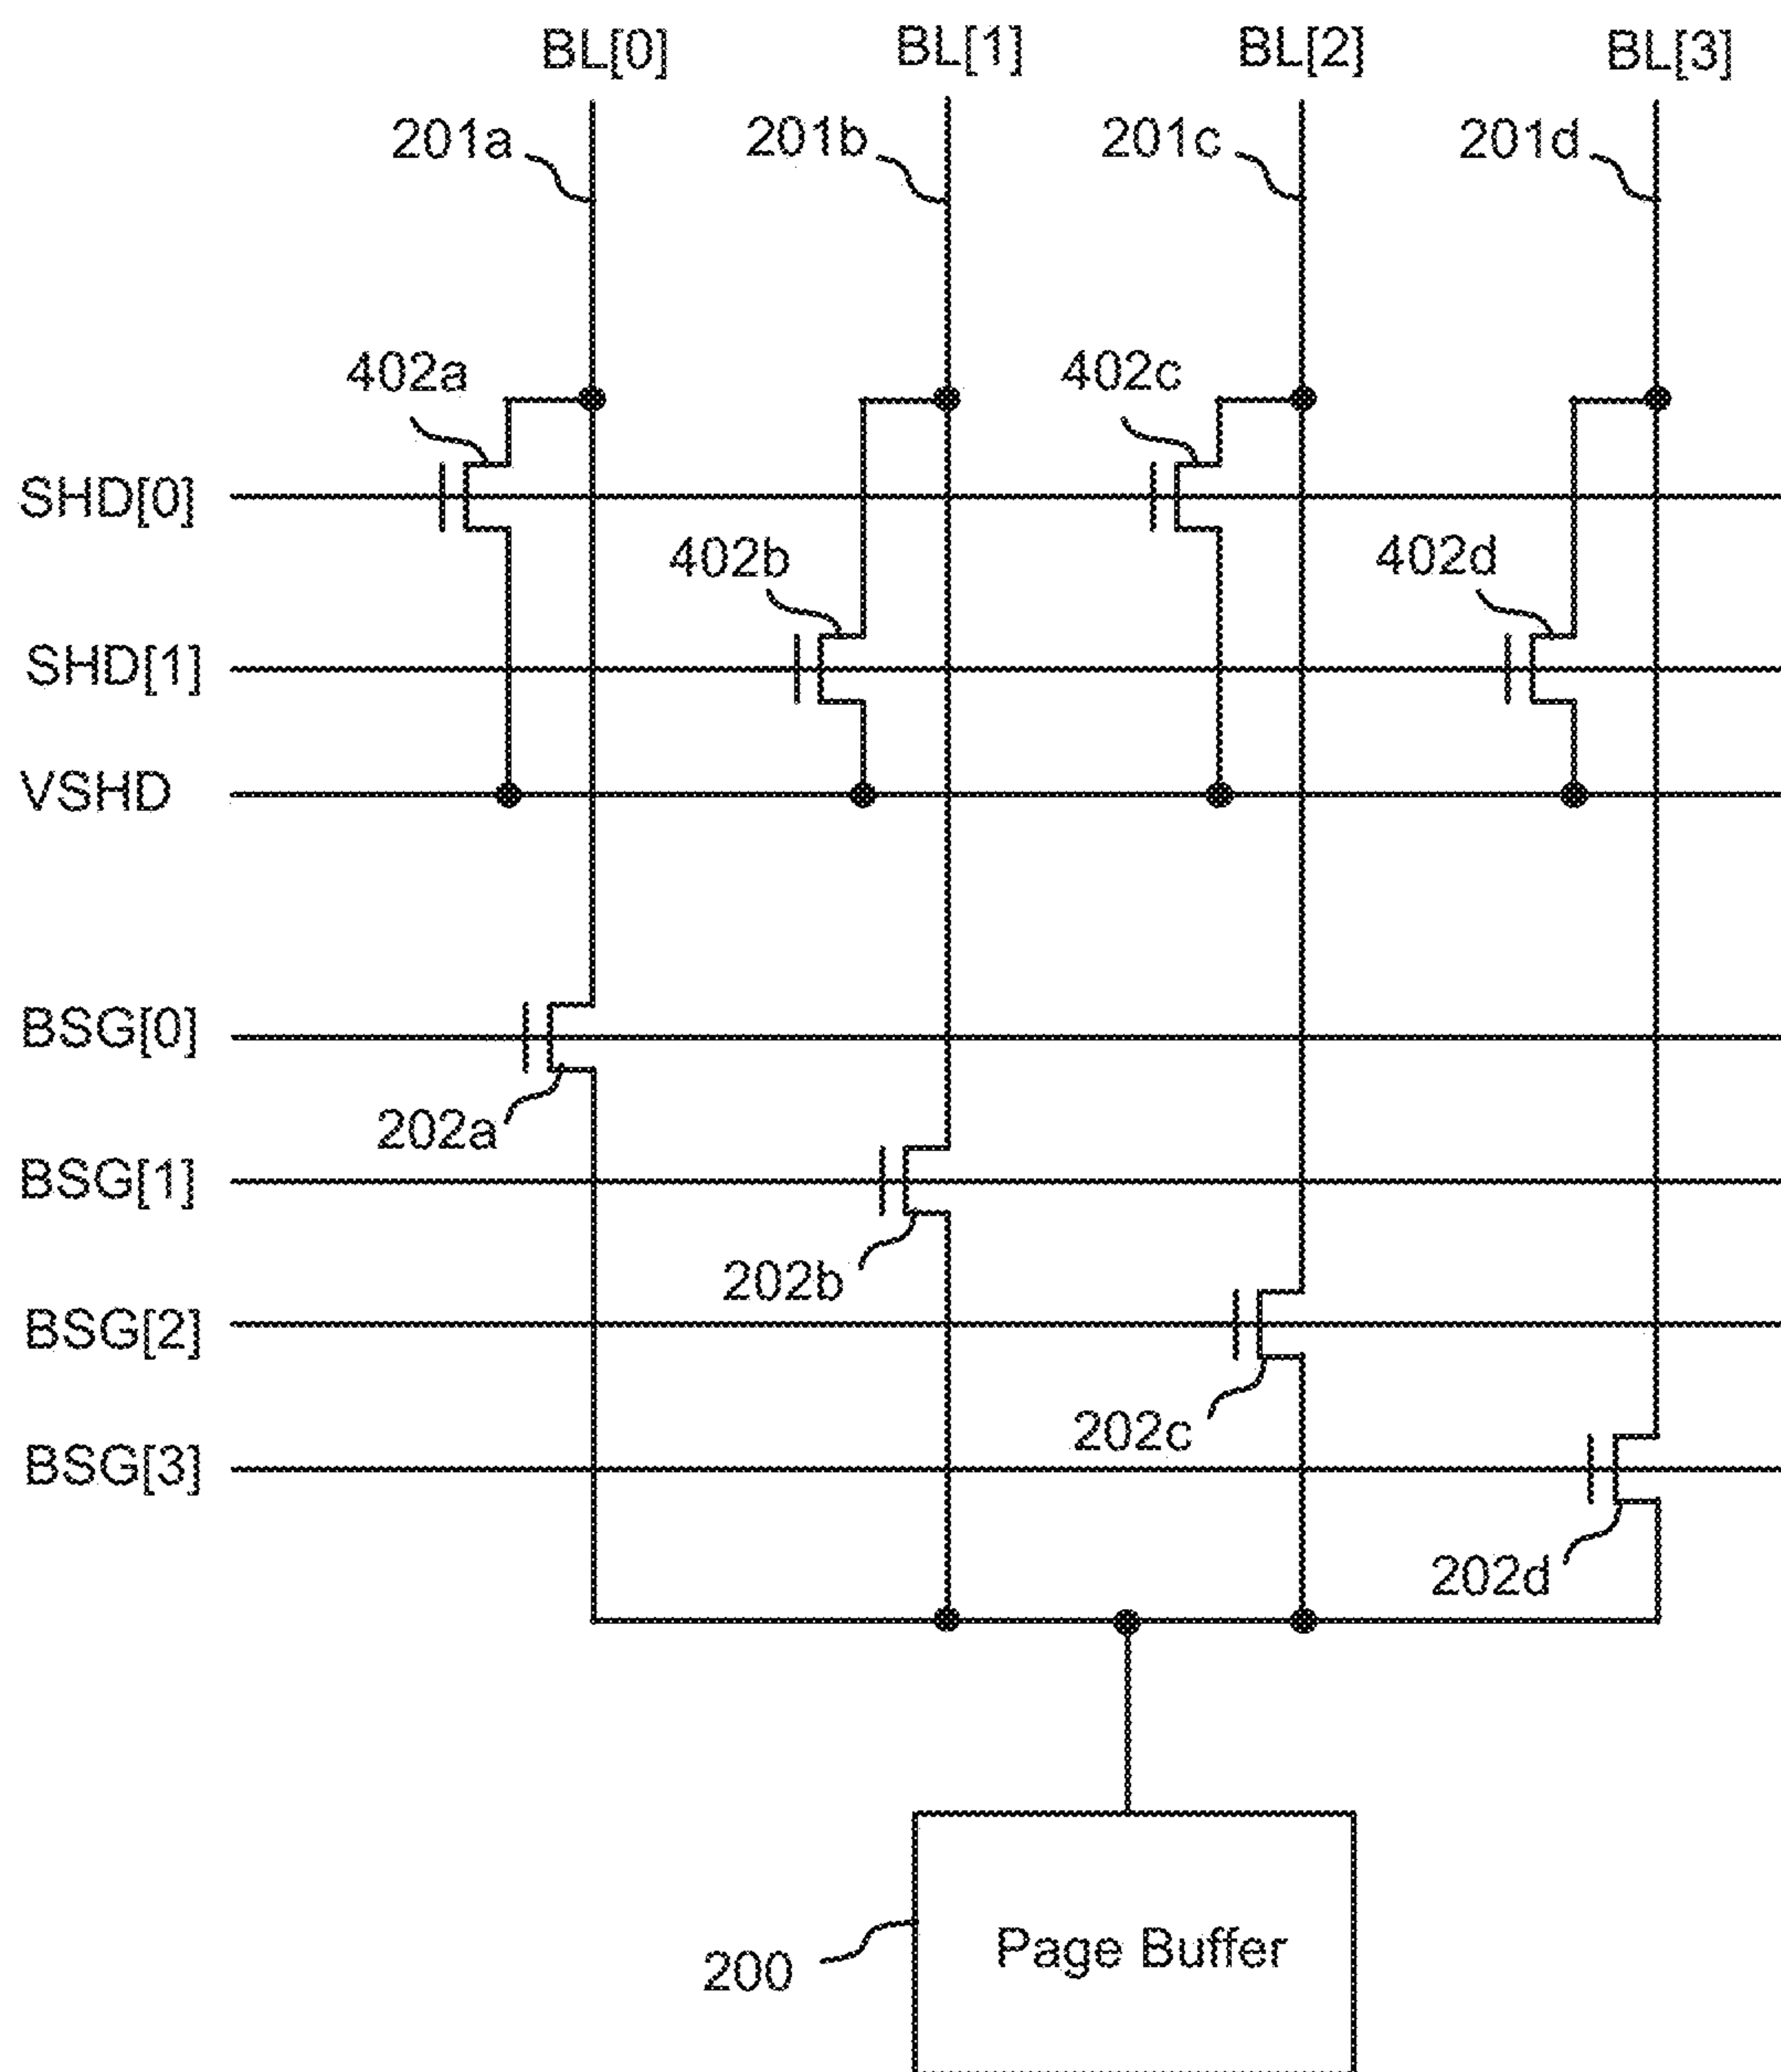 BL[0] BL[1] BL[2] BL[3]
201a 201b 201c 201d
402a 402c
SHD[0]
402b 402d
SHD[1]
VSHD
BSG[0]
202a
BSG[1]
202b
BSG[2]
202c
BSG[3]
202d
Page Buffer
200